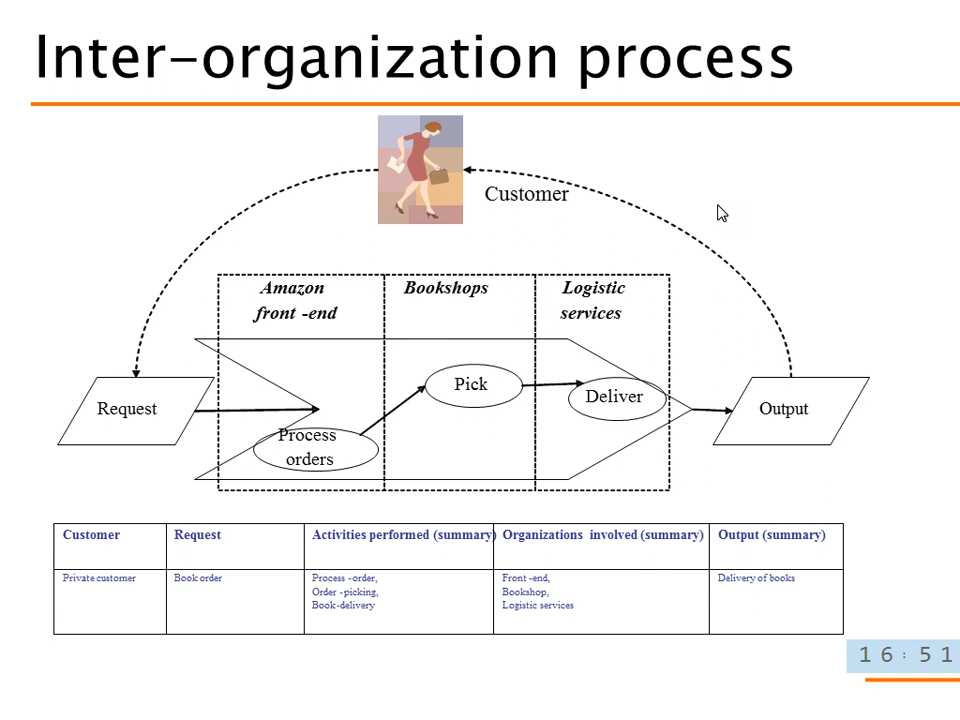 Inter-organization process
Customer
Amazon
front -end
Bookshops
Logistic
services
Request
Process
orders
Pick
Deliver
Output
Customer
Request
Activities performed (summary)
Organizations involved (summary)
Output (summary)
Private customer
Book order
Process - order,
Order - picking,
Book-delivery
Front -end,
Bookshop,
Logistic services
Delivery of books
16:51